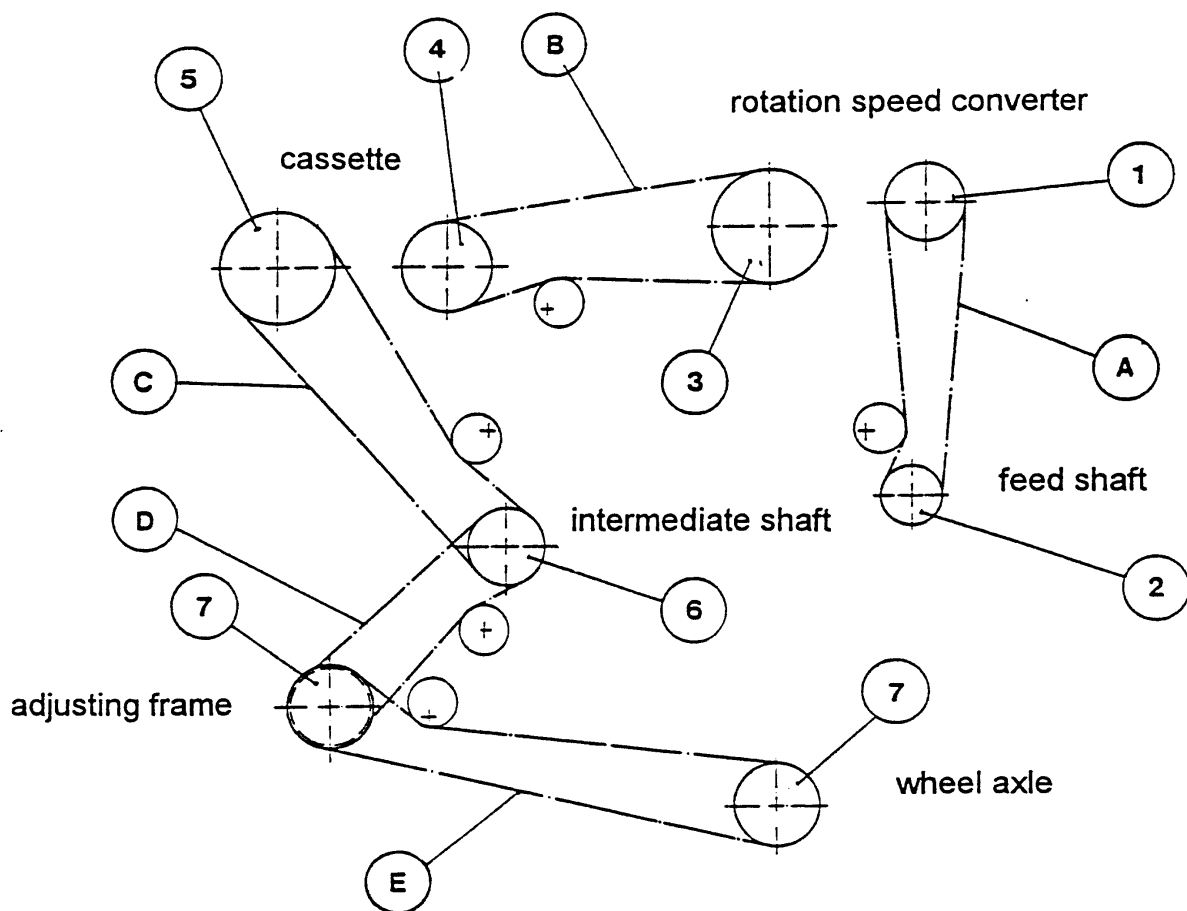 4
B
5
rotation speed converter
cassette
1
C
3
A
feed shaft
D
intermediate shaft
7
6
2
adjusting frame
7
wheel axle
E